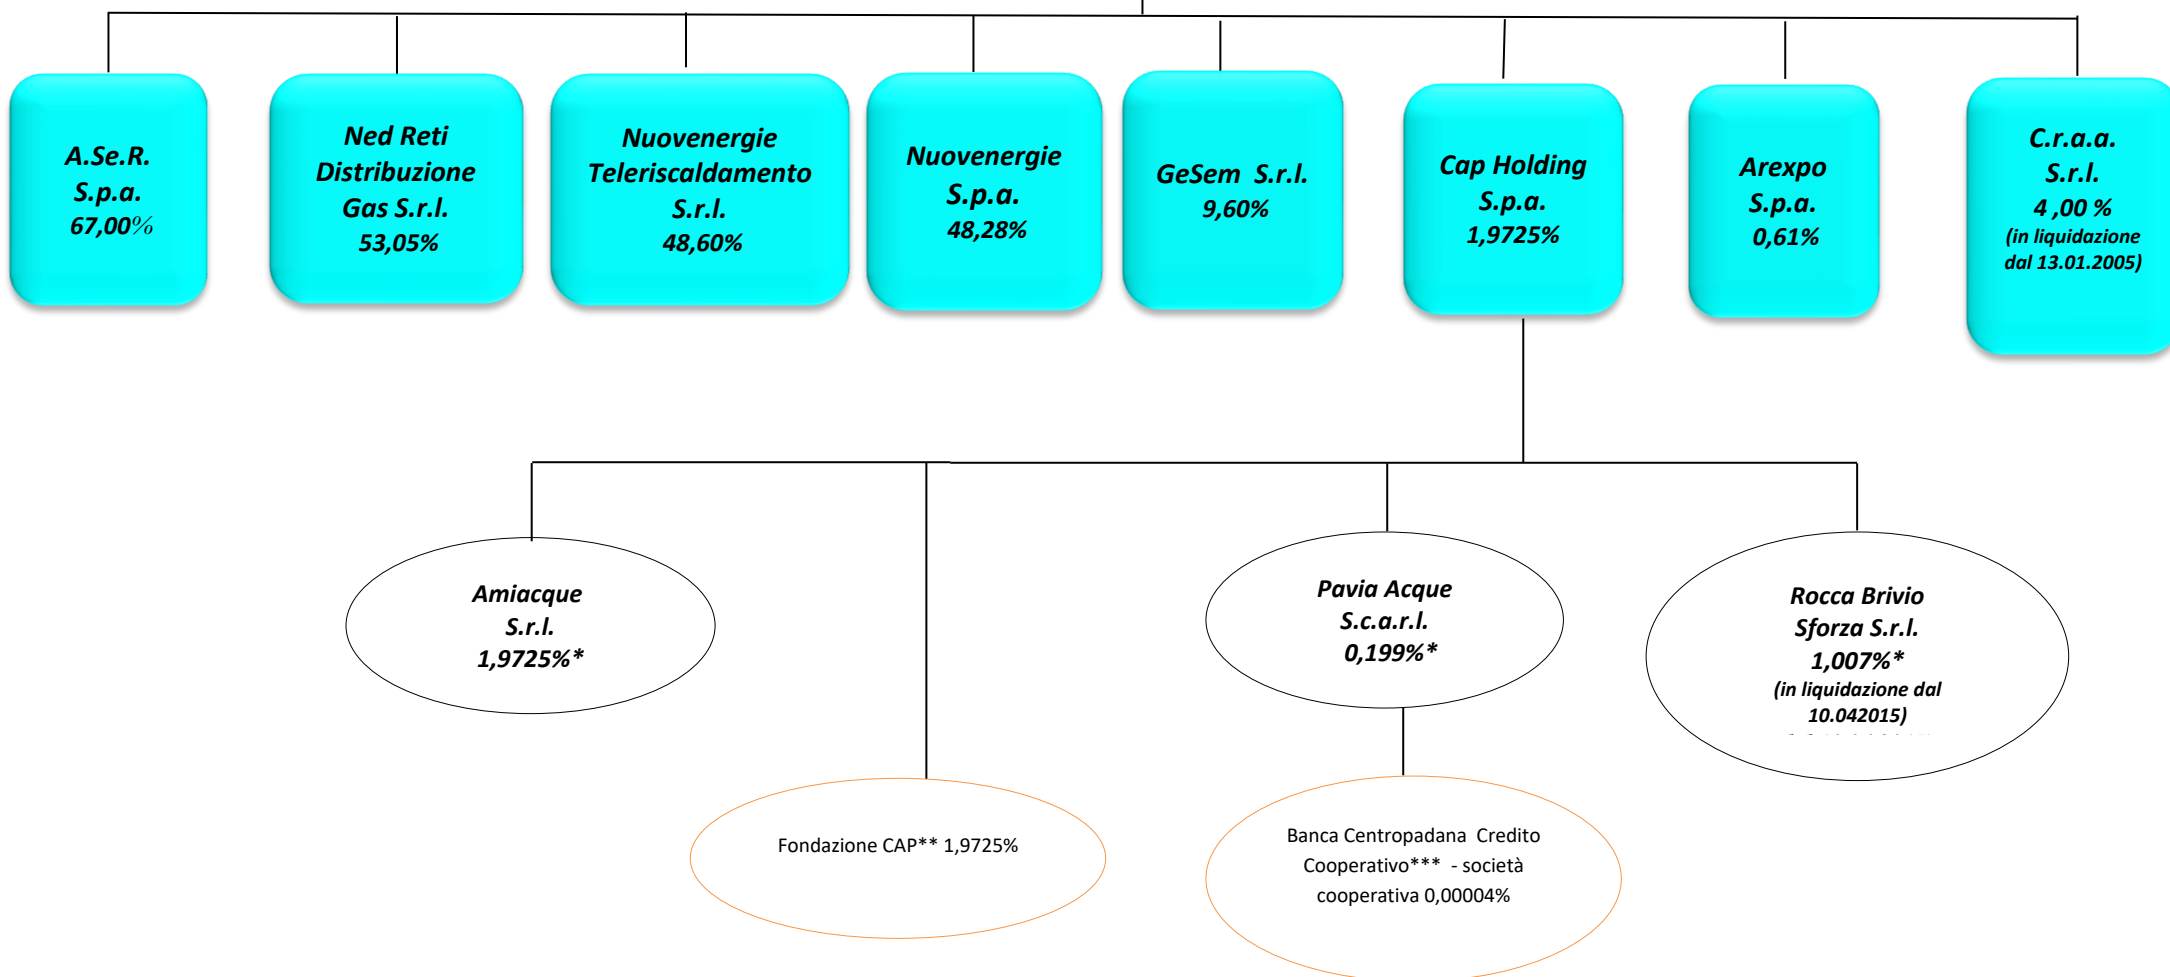 A.Se.R.
S.p.a.
67,00%
Ned Reti
Distribuzione
Gas S.r.l.
53,05%
Nuovenergie
Teleriscaldamento
S.r.l.
48,60%
Nuovenergie
S.p.a.
48,28%
GeSem S.r.l.
9,60%
Cap Holding
S.p.a.
1,9725%
Arexpo
S.p.a.
0,61%
C.r.a.a.
S.r.l.
4 ,00 %
(in liquidazione
dal 13.01.2005)
Amiacque
S.r.l.
1,9725%*
Pavia Acque
S.c.a.r.l.
0,199%*
Rocca Brivio
Sforza S.r.l.
1,007%*
(in liquidazione dal
10.042015)
Fondazione CAP** 1,9725%
Banca Centropadana Credito
Cooperativo*** - società
cooperativa 0,00004%